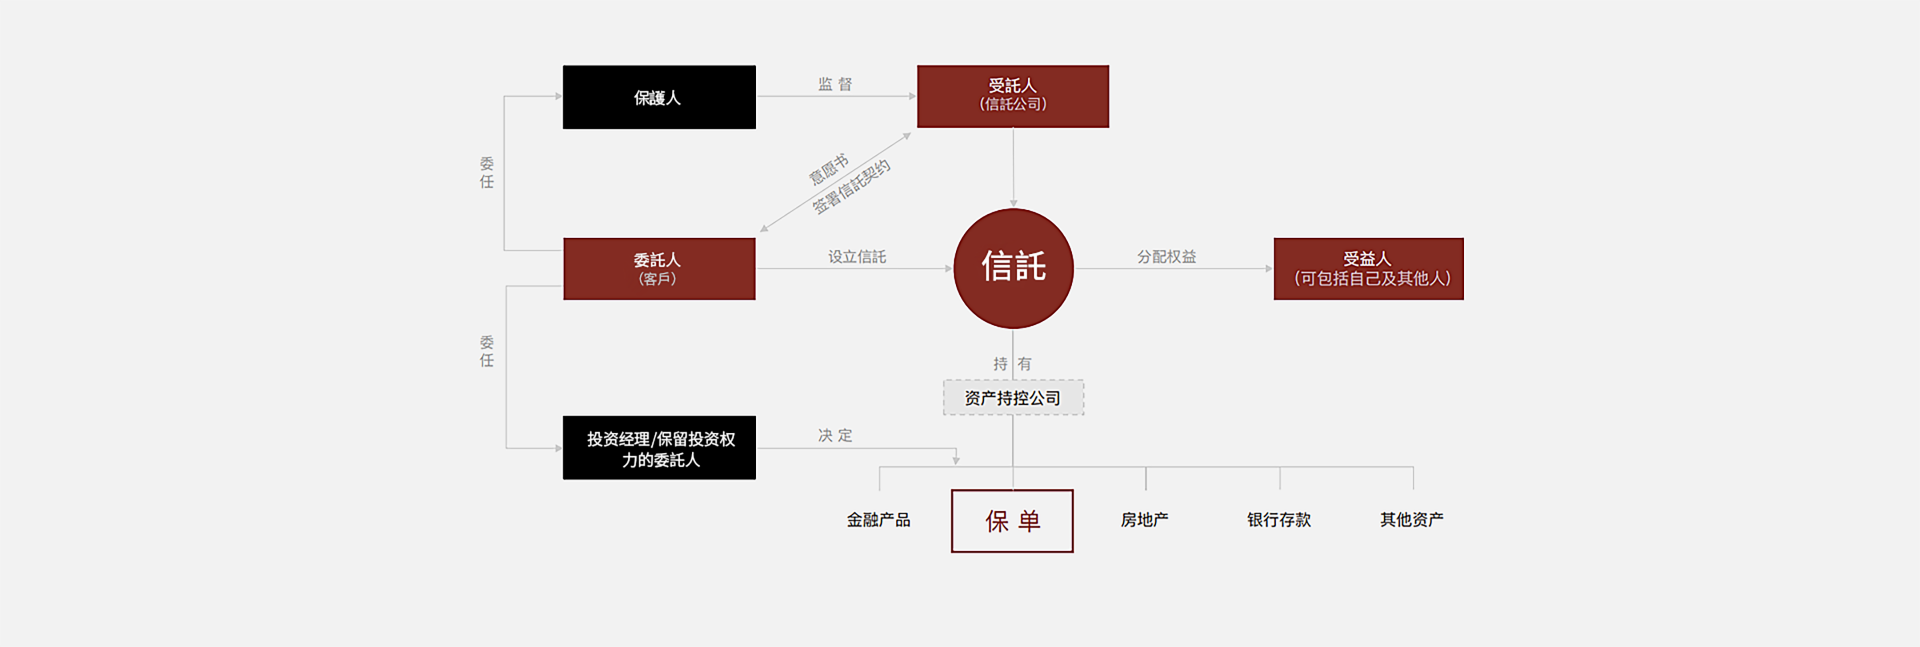 保護人
监 督
受託人
（信託公司）
委
任
意愿书
签署信託契约
委託人
（客戶）
设立信託
信託
分配权益
受益人
（可包括自己及其他人）
委
任
持 有
资产持控公司
投资经理/保留投资权
力的委託人
决 定
金融产品
保 单
房地产
银行存款
其他资产